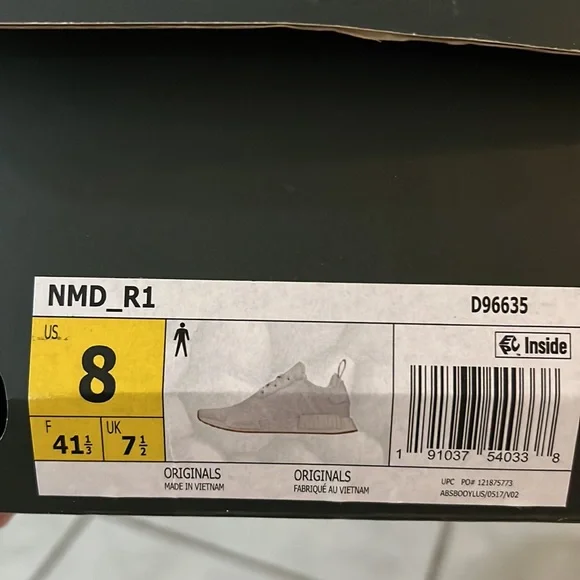 NMD_R1
D96635
US
8
F
41 1/3
UK
7 1/2
Inside
1 91037 54033 8
ORIGINALS
MADE IN VIETNAM
ORIGINALS
FABRIQUÉ AU VIETNAM
UPC PO# 121875773
ABSBODYLUS/0517/V02